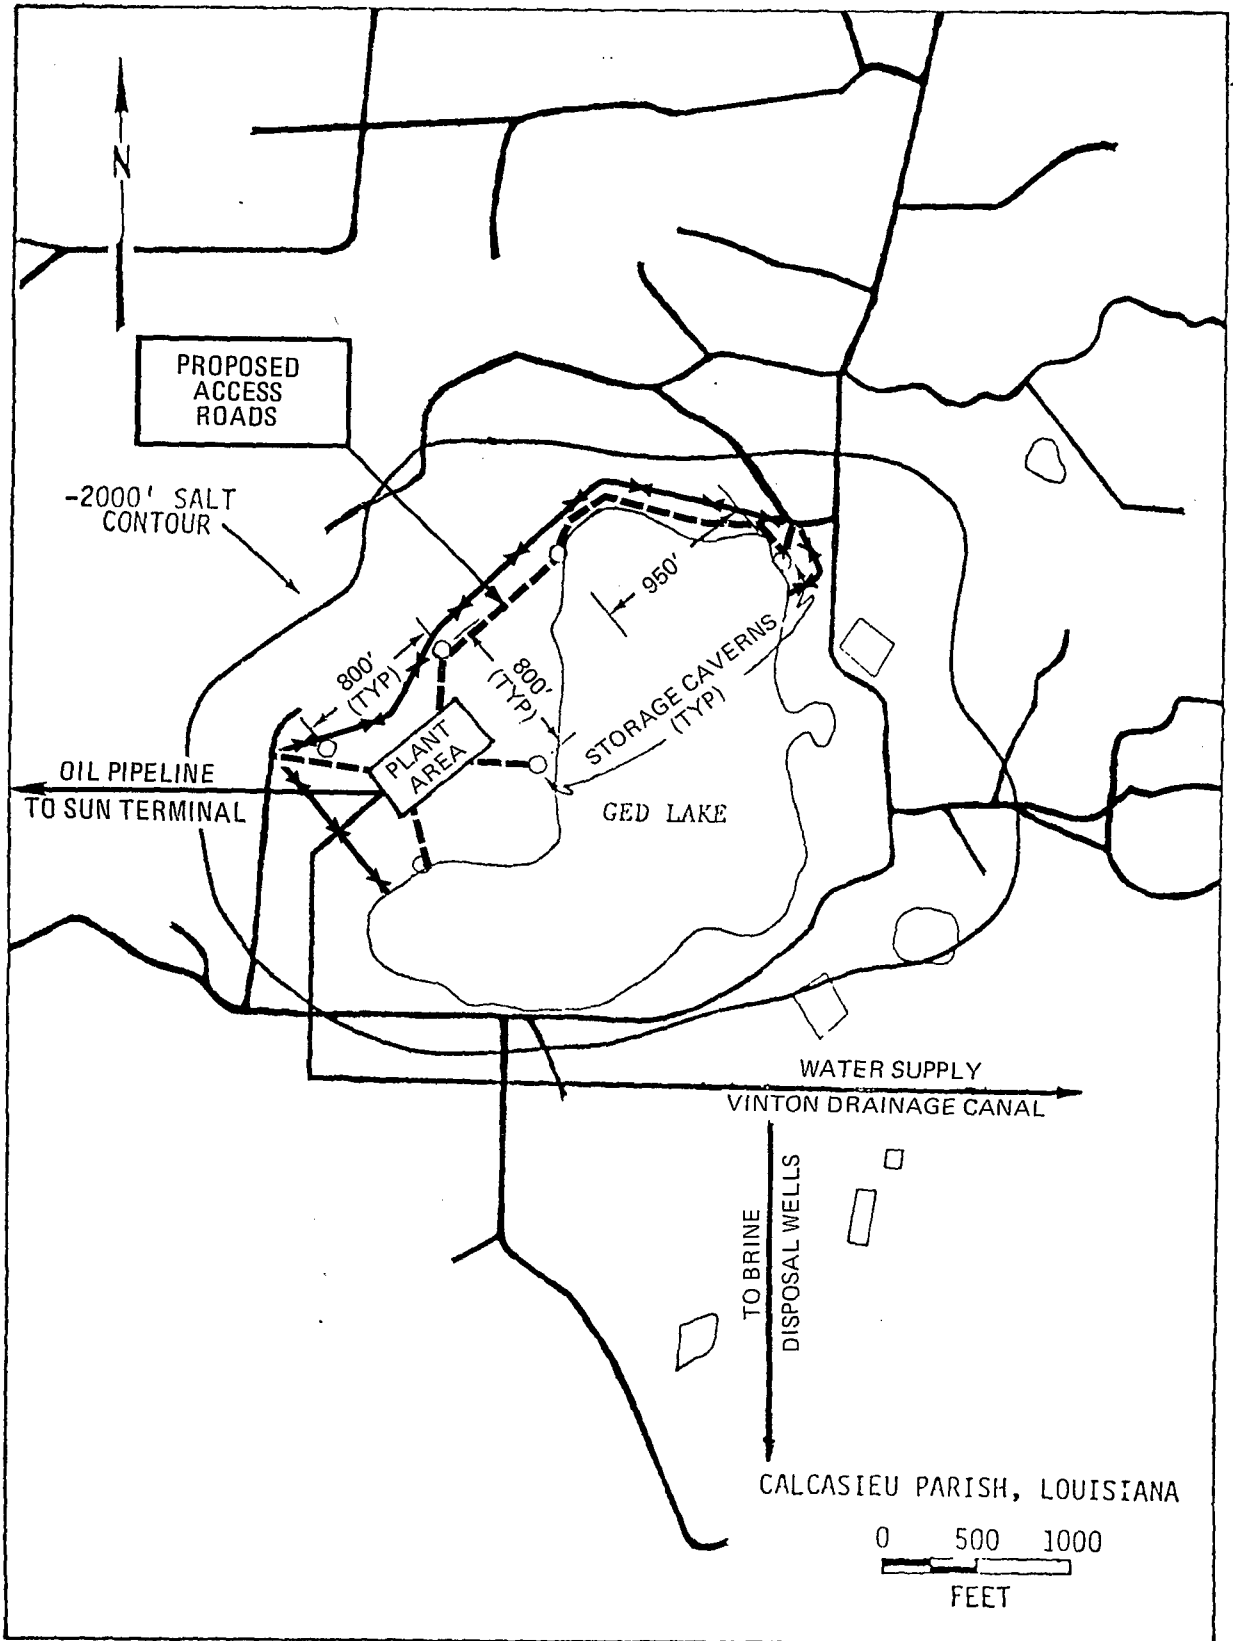 N
PROPOSED
ACCESS
ROADS
-2000' SALT
CONTOUR
950'
800'
(TYP)
800'
(TYP)
STORAGE CAVERNS
(TYP)
PLANT
AREA
OIL PIPELINE
TO SUN TERMINAL
GED LAKE
WATER SUPPLY
VINTON DRAINAGE CANAL
TO BRINE
DISPOSAL WELLS
CALCASIEU PARISH, LOUISIANA
0 500 1000
FEET